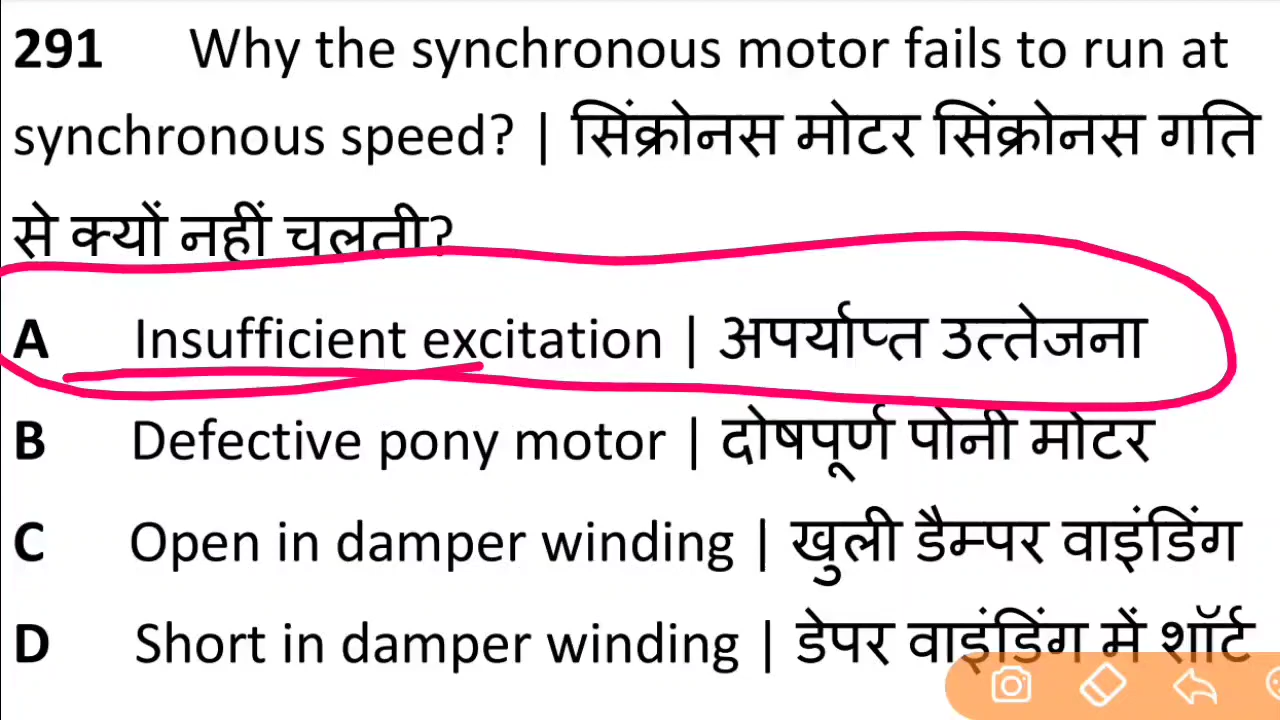 291 Why the synchronous motor fails to run at
synchronous speed? | सिंक्रोनस मोटर सिंक्रोनस गति
से क्यों नहीं चलती?
A Insufficient excitation | अपर्याप्त उत्तेजना
B Defective pony motor | दोषपूर्ण पोनी मोटर
C Open in damper winding | खुली डैम्पर वाइंडिंग
D Short in damper winding | डेपर वाइंडिंग में शॉर्ट